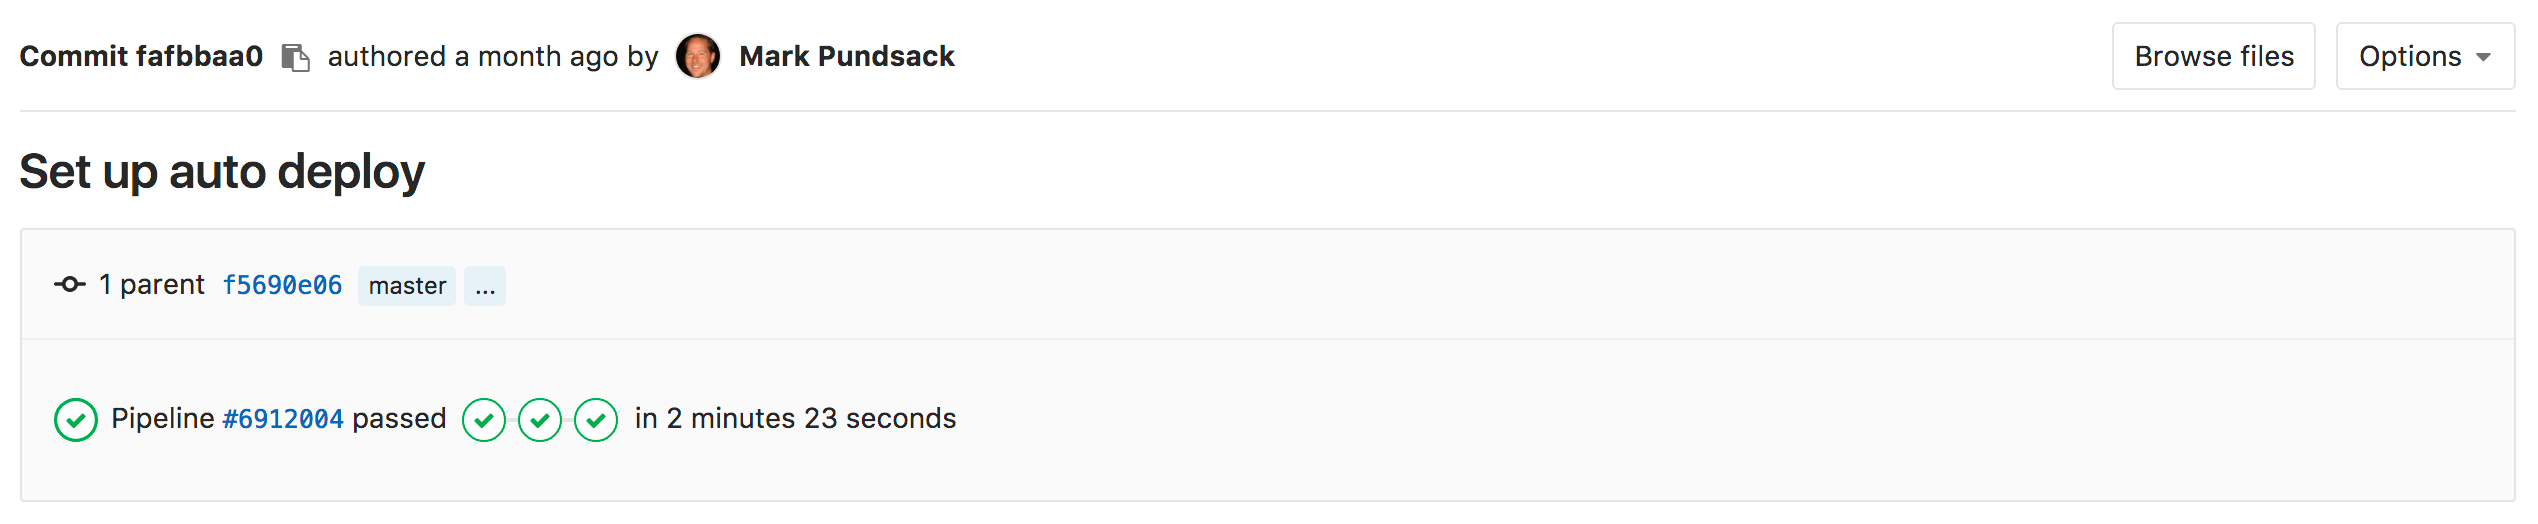 Commit fafbbaa0 authored a month ago by Mark Pundsack Browse files Options
Set up auto deploy
1 parent f5690e06 master ...
Pipeline #6912004 passed in 2 minutes 23 seconds